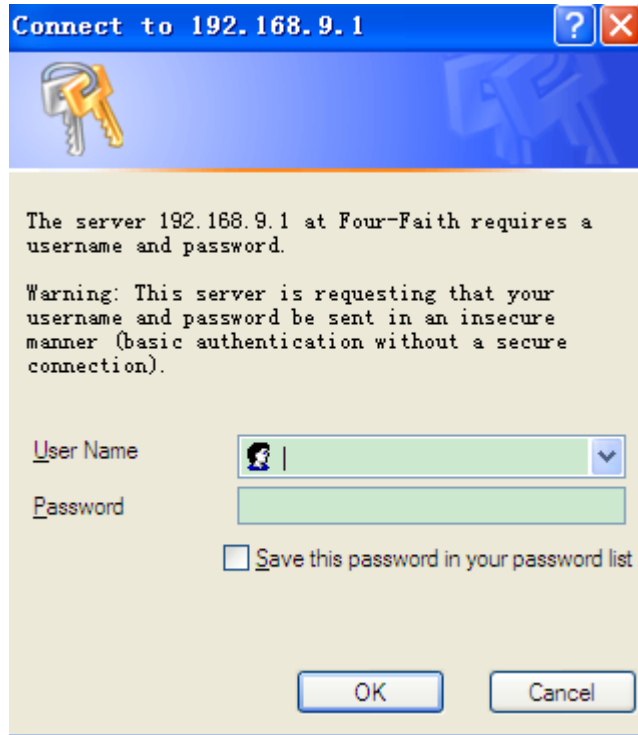 Connect to 192.168.9.1
The server 192.168.9.1 at Four-Faith requires a
username and password.
Warning: This server is requesting that your
username and password be sent in an insecure
manner (basic authentication without a secure
connection).
User Name
Password
Save this password in your password list
OK Cancel